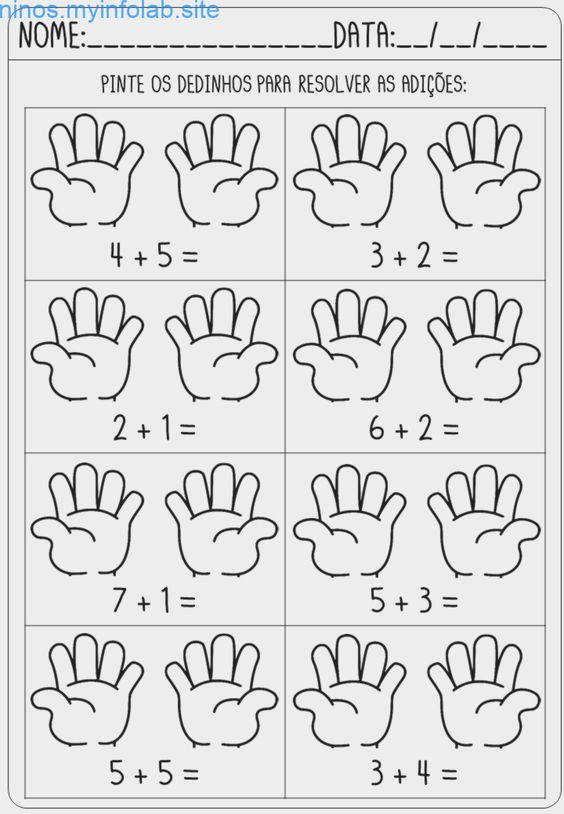 ninos.myinfolab.site
NOME:_______________DATA:__/__/____
PINTE OS DEDINHOS PARA RESOLVER AS ADIÇÕES:
4 + 5 =
3 + 2 =
2 + 1 =
6 + 2 =
7 + 1 =
5 + 3 =
5 + 5 =
3 + 4 =